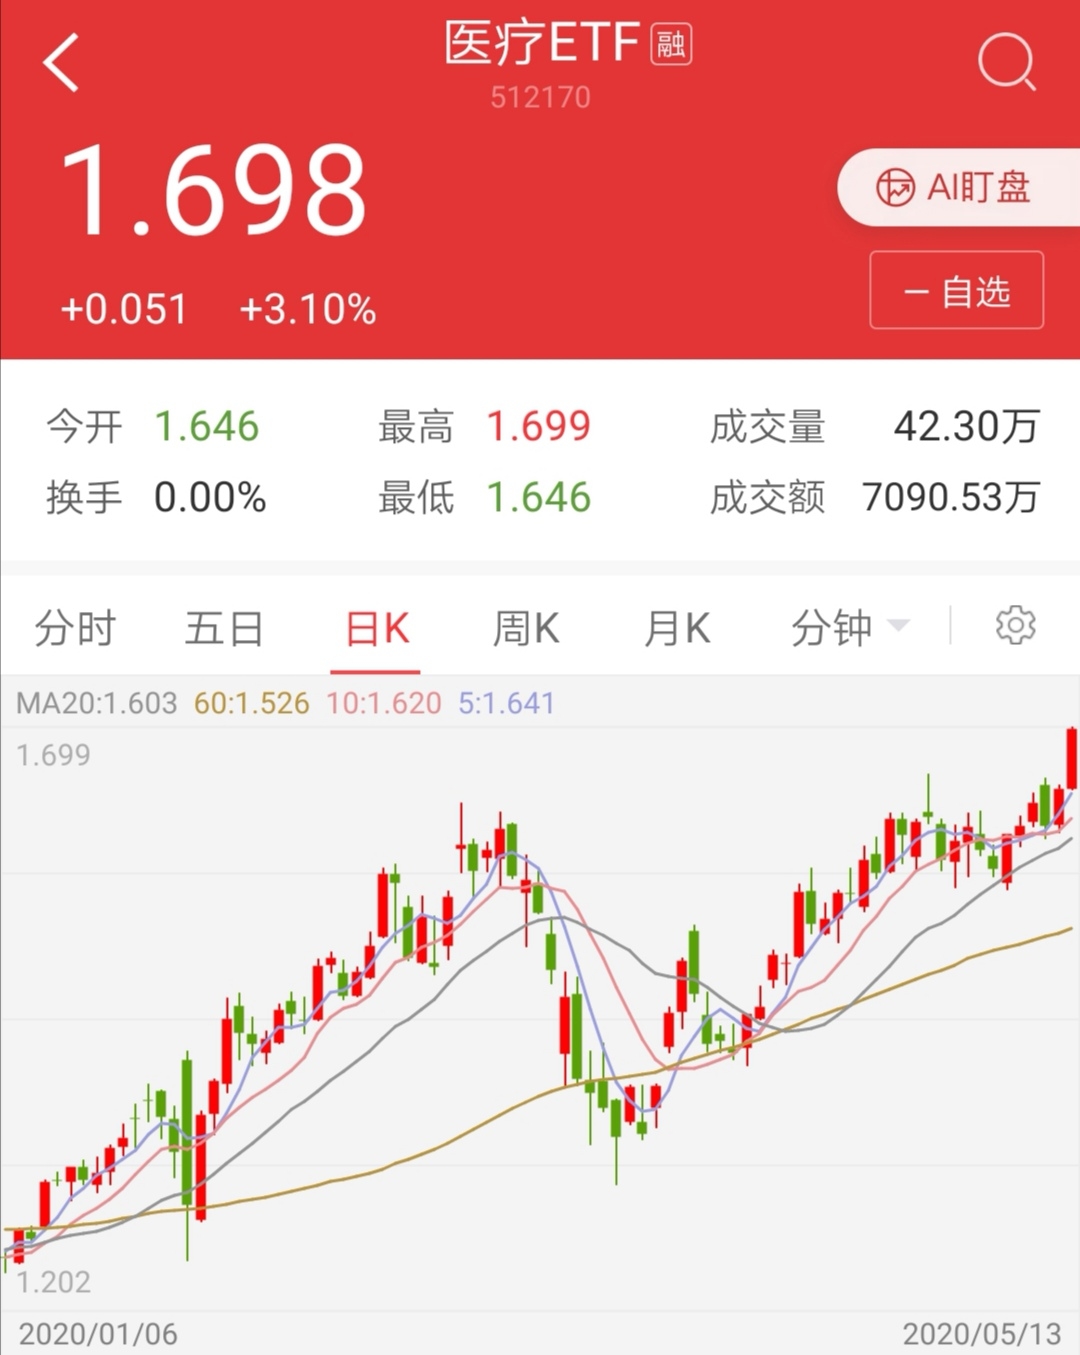 医疗ETF 融
512170
1.698
AI盯盘
+0.051 +3.10%
— 自选
今开 1.646 最高 1.699 成交量 42.30万
换手 0.00% 最低 1.646 成交额 7090.53万
分时 五日 日K 周K 月K 分钟
MA20:1.603 60:1.526 10:1.620 5:1.641
1.699
1.202
2020/01/06 2020/05/13